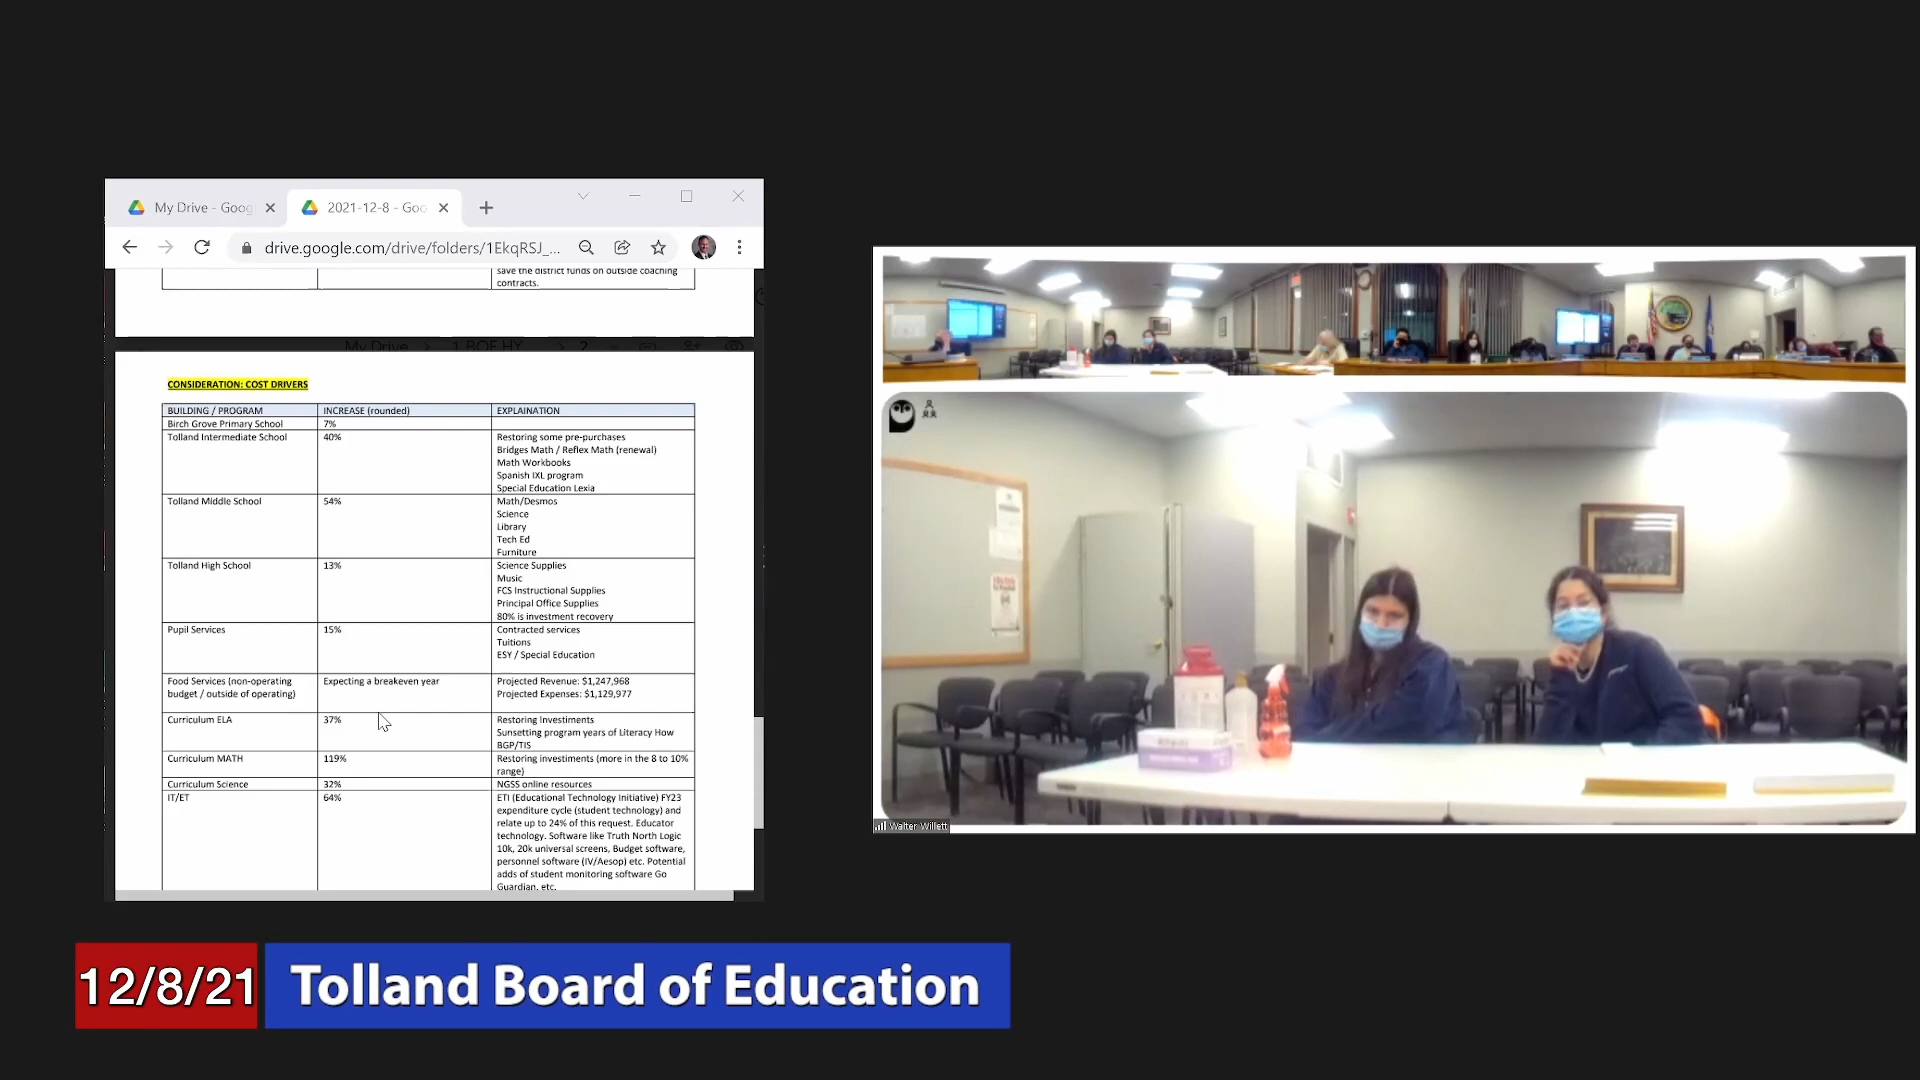 My Drive - Goog
2021-12-8 - Goo
drive.google.com/drive/folders/1EkqRSJ_...
save the district funds on outside coaching
contracts.
My Drive
CONSIDERATION: COST DRIVERS
BUILDING / PROGRAM INCREASE (rounded) EXPLAINATION
Birch Grove Primary School 7%
Tolland Intermediate School 40% Restoring some pre-purchases
Bridges Math / Reflex Math (renewal)
Math Workbooks
Spanish IXL program
Special Education Lexia
Tolland Middle School 54% Math/Desmos
Science
Library
Tech Ed
Furniture
Tolland High School 13% Science Supplies
Music
FCS Instructional Supplies
Principal Office Supplies
80% is investment recovery
Pupil Services 15% Contracted services
Tuitions
ESY / Special Education
Food Services (non-operating Expecting a breakeven year Projected Revenue: $1,247,968
budget / outside of operating) Projected Expenses: $1,129,977
Curriculum ELA 37% Restoring Investiments
Sunsetting program years of Literacy How
BGP/TIS
Curriculum MATH 119% Restoring investiments (more in the 8 to 10%
range)
Curriculum Science 32% NGSS online resources
IT/ET 64% ETI (Educational Technology Initiative) FY23
expenditure cycle (student technology) and
relate up to 24% of this request. Educator
technology. Software like Truth North Logic
10k, 20k universal screens, Budget software,
personnel software (IV/Aesop) etc. Potential
adds of student monitoring software Go
Guardian, etc.
Walter Willett
12/8/21 Tolland Board of Education